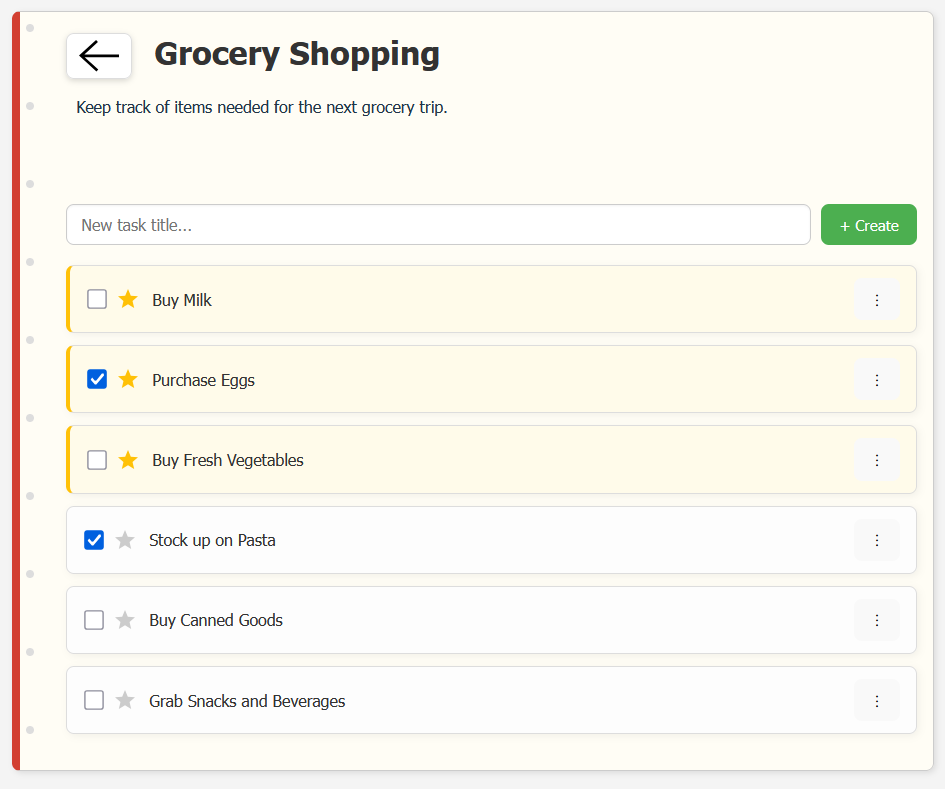 Grocery Shopping
Keep track of items needed for the next grocery trip.
New task title...
+ Create
Buy Milk
Purchase Eggs
Buy Fresh Vegetables
Stock up on Pasta
Buy Canned Goods
Grab Snacks and Beverages